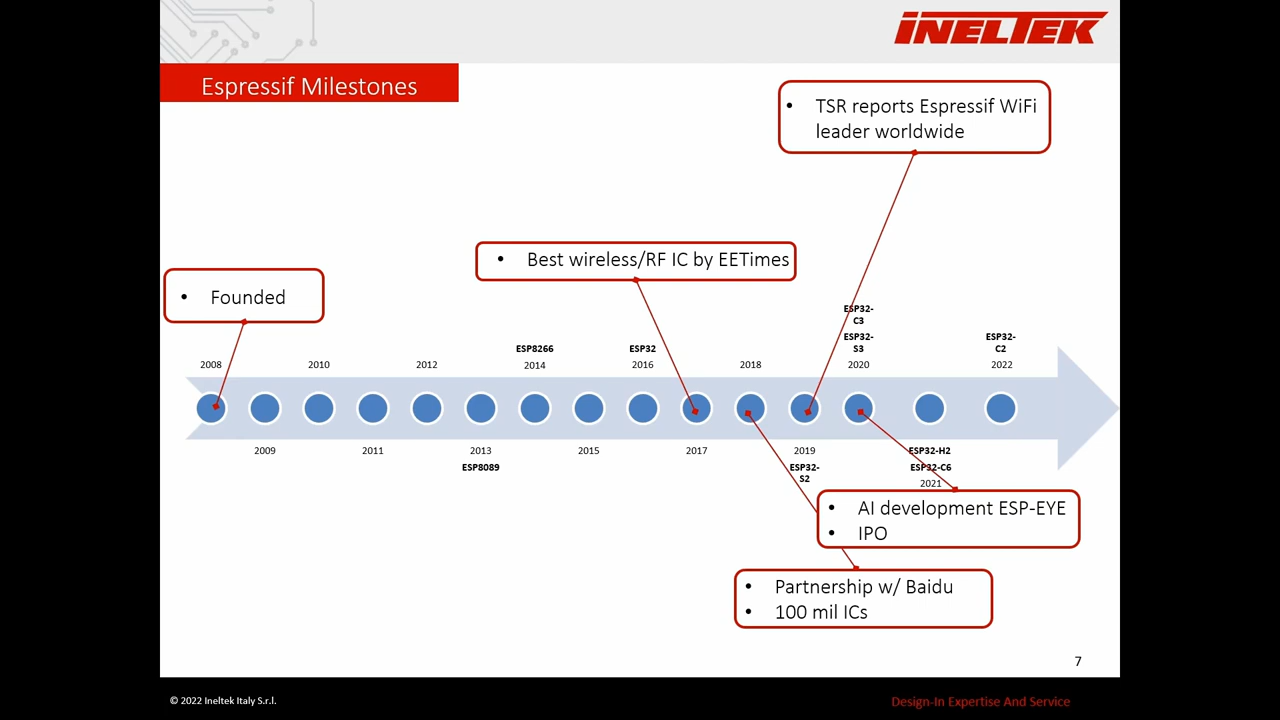 INELTEK
Espressif Milestones
• TSR reports Espressif WiFi
leader worldwide
• Best wireless/RF IC by EETimes
• Founded
ESP32-
C3
ESP8266
ESP32
ESP32-
S3
ESP32-
C2
2008
2010
2012
2014
2016
2018
2020
2022
2009
2011
2013
2015
2017
2019
ESP32-H2
ESP8089
ESP32-
S2
ESP32-C6
2021
• AI development ESP-EYE
• IPO
• Partnership w/ Baidu
• 100 mil ICs
7
© 2022 Ineltek Italy S.r.l.
Design-In Expertise And Service